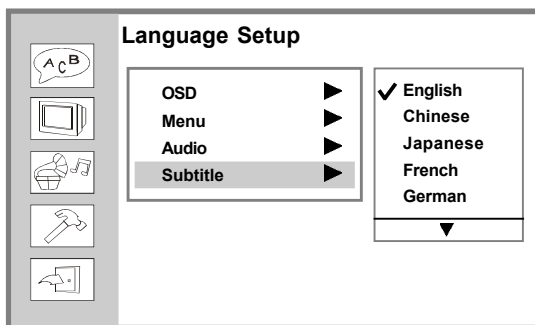 A C B
Language Setup
OSD
Menu
Audio
Subtitle
English
Chinese
Japanese
French
German